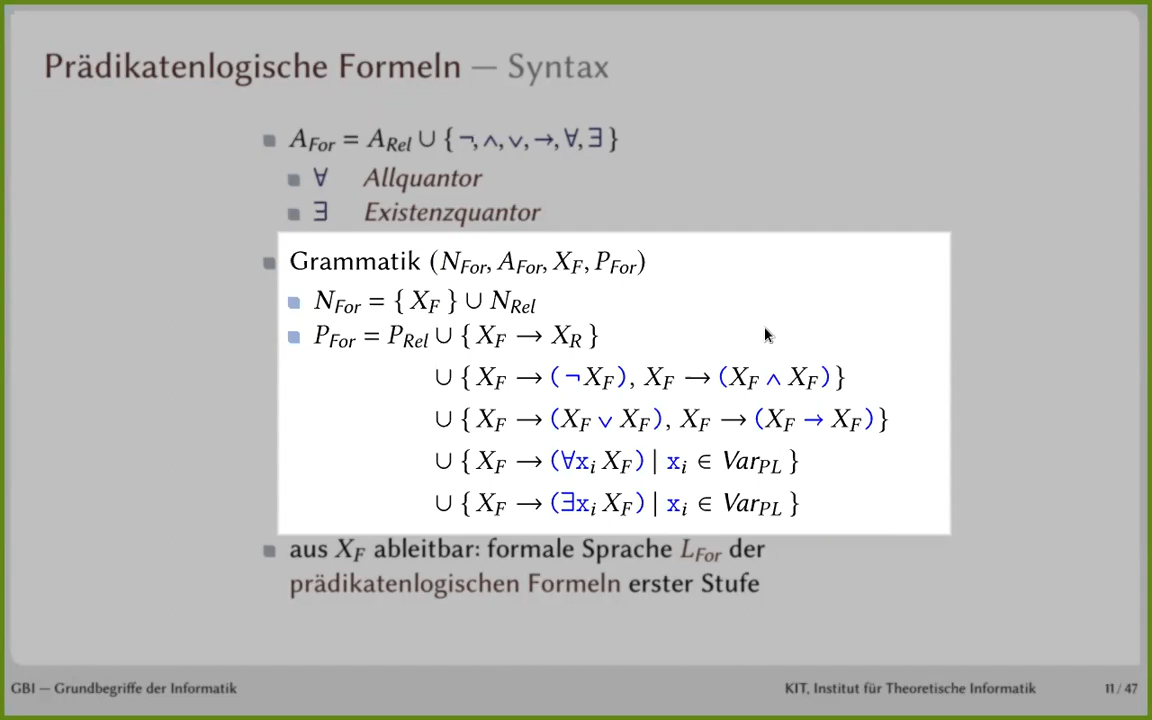 Prädikatenlogische Formeln — Syntax
A_For = A_Rel ∪ { ¬, ∧, ∨, →, ∀, ∃ }
∀ Allquantor
∃ Existenzquantor
Grammatik (N_For, A_For, X_F, P_For)
N_For = { X_F } ∪ N_Rel
P_For = P_Rel ∪ { X_F → X_R }
∪ { X_F → (¬X_F), X_F → (X_F ∧ X_F) }
∪ { X_F → (X_F ∨ X_F), X_F → (X_F → X_F) }
∪ { X_F → (∀x_i X_F) | x_i ∈ Var_PL }
∪ { X_F → (∃x_i X_F) | x_i ∈ Var_PL }
aus X_F ableitbar: formale Sprache L_For der
prädikatenlogischen Formeln erster Stufe
GBI — Grundbegriffe der Informatik KIT, Institut für Theoretische Informatik 11 / 47